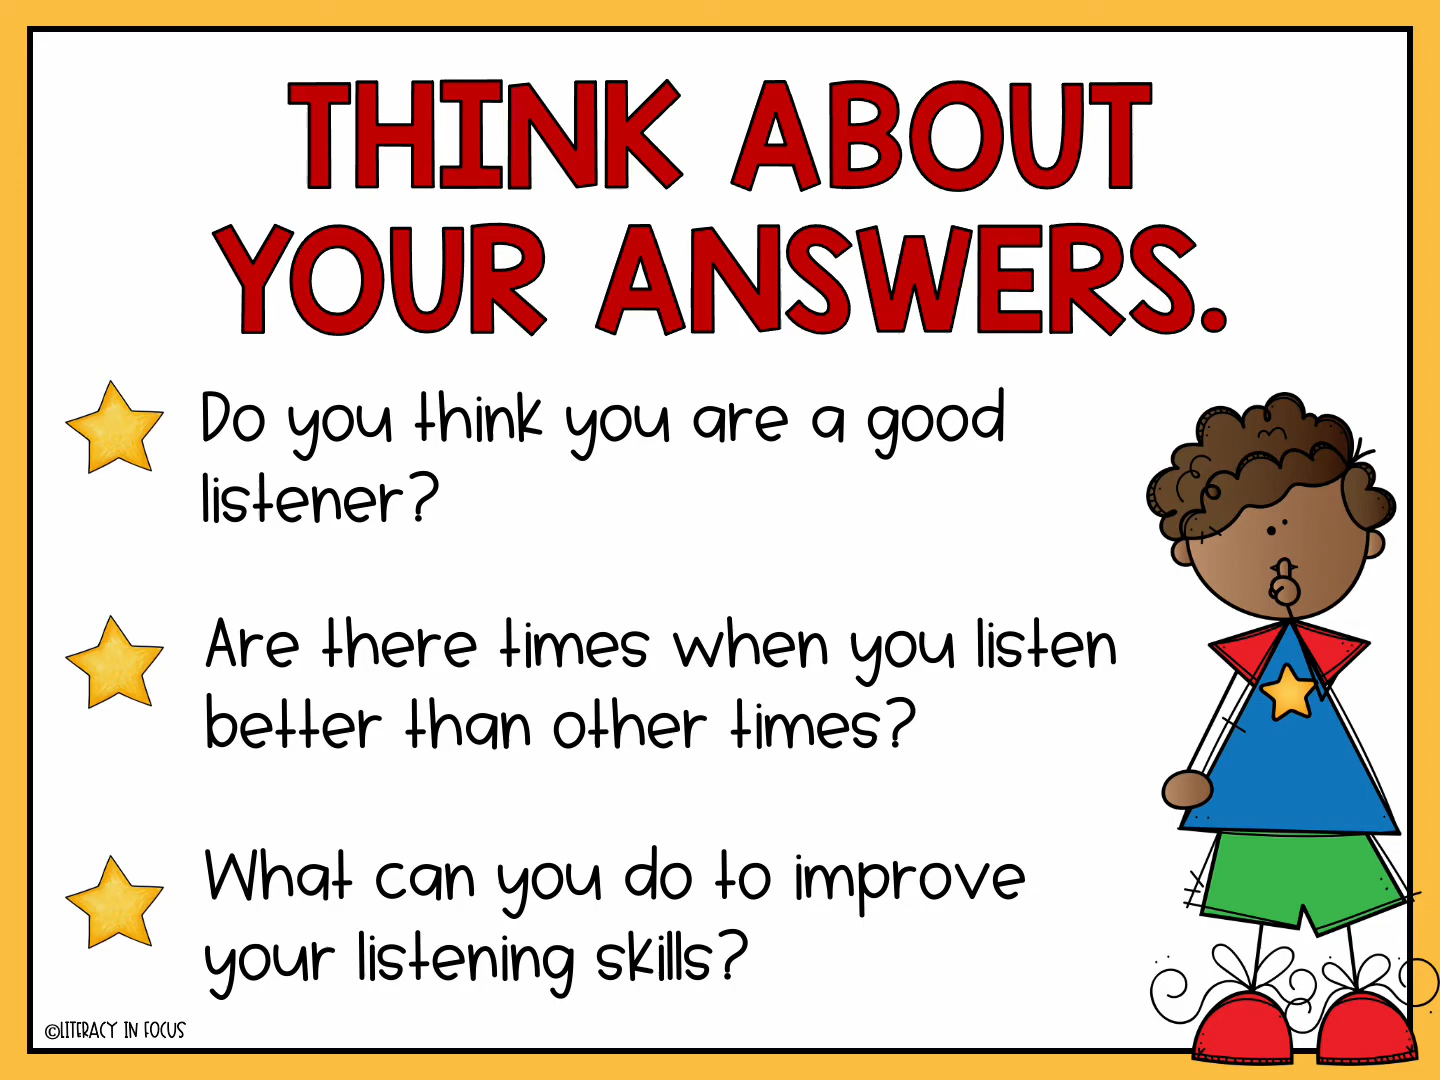 THINK ABOUT
YOUR ANSWERS.
Do you think you are a good
listener?
Are there times when you listen
better than other times?
What can you do to improve
your listening skills?
©LITERACY IN FOCUS